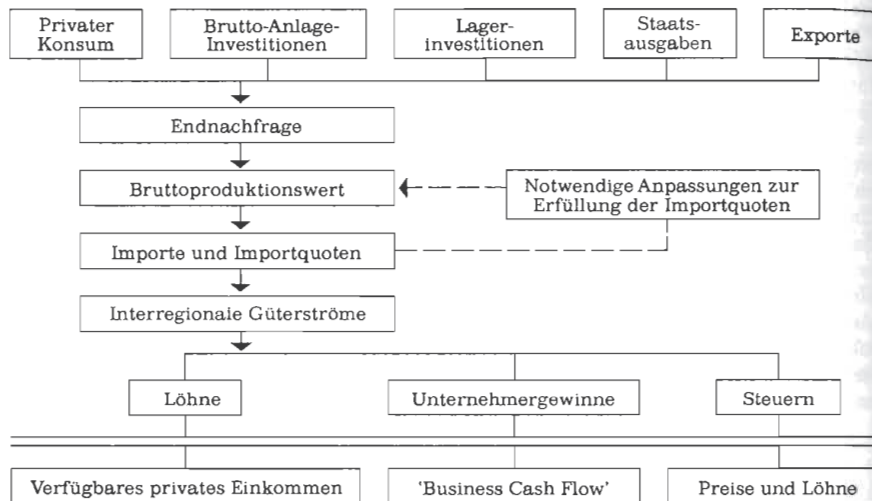 Privater
Konsum
Brutto-Anlage-
Investitionen
Lager-
investitionen
Staats-
ausgaben
Exporte
Endnachfrage
Bruttoproduktionswert
Notwendige Anpassungen zur
Erfüllung der Importquoten
Importe und Importquoten
Interregionale Güterströme
Löhne
Unternehmergewinne
Steuern
Verfügbares privates Einkommen
'Business Cash Flow'
Preise und Löhne